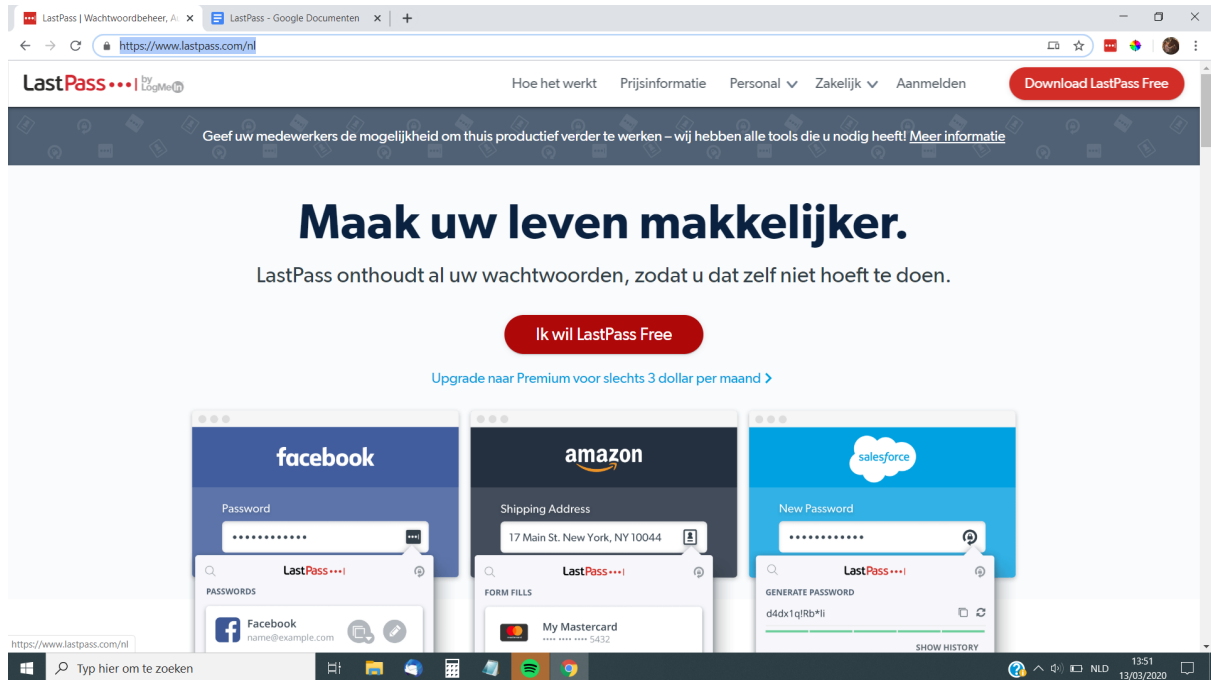 LastPass | Wachtwoordbeheer, Au
LastPass - Google Documenten
https://www.lastpass.com/nl
LastPass by LogMeIn
Hoe het werkt Prijsinformatie Personal Zakelijk Aanmelden Download LastPass Free
Geef uw medewerkers de mogelijkheid om thuis productief verder te werken – wij hebben alle tools die u nodig heeft! Meer informatie
Maak uw leven makkelijker.
LastPass onthoudt al uw wachtwoorden, zodat u dat zelf niet hoeft te doen.
Ik wil LastPass Free
Upgrade naar Premium voor slechts 3 dollar per maand
facebook
Password
••••••••••••
LastPass
PASSWORDS
Facebook
name@example.com
amazon
Shipping Address
17 Main St. New York, NY 10044
LastPass
FORM FILLS
My Mastercard
•••• •••• •••• 5432
salesforce
New Password
••••••••••••
LastPass
GENERATE PASSWORD
d4dx1q!Rb*li
SHOW HISTORY
https://www.lastpass.com/nl
Typ hier om te zoeken
NLD
13:51
13/03/2020